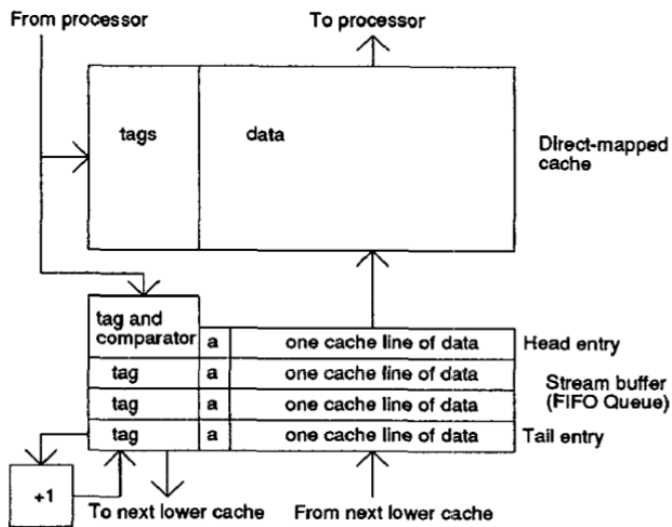 From processor
To processor
tags
data
Direct-mapped
cache
tag and
comparator
a
one cache line of data
Head entry
tag
a
one cache line of data
Stream buffer
(FIFO Queue)
tag
a
one cache line of data
tag
a
one cache line of data
Tail entry
+1
To next lower cache
From next lower cache